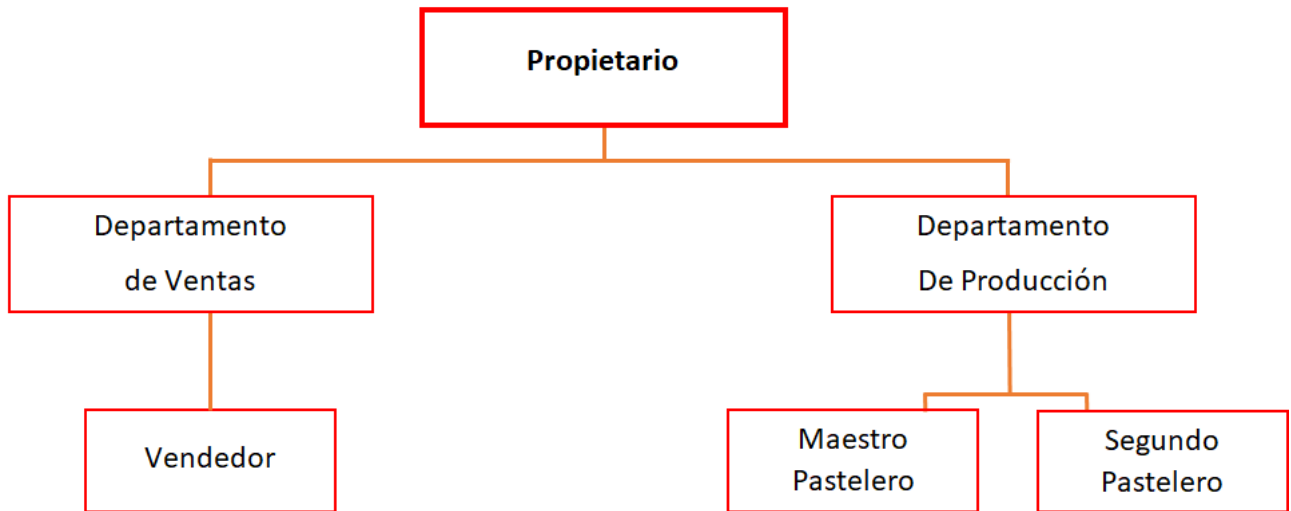 Propietario
Departamento
de Ventas
Departamento
De Producción
Vendedor
Maestro
Pastelero
Segundo
Pastelero